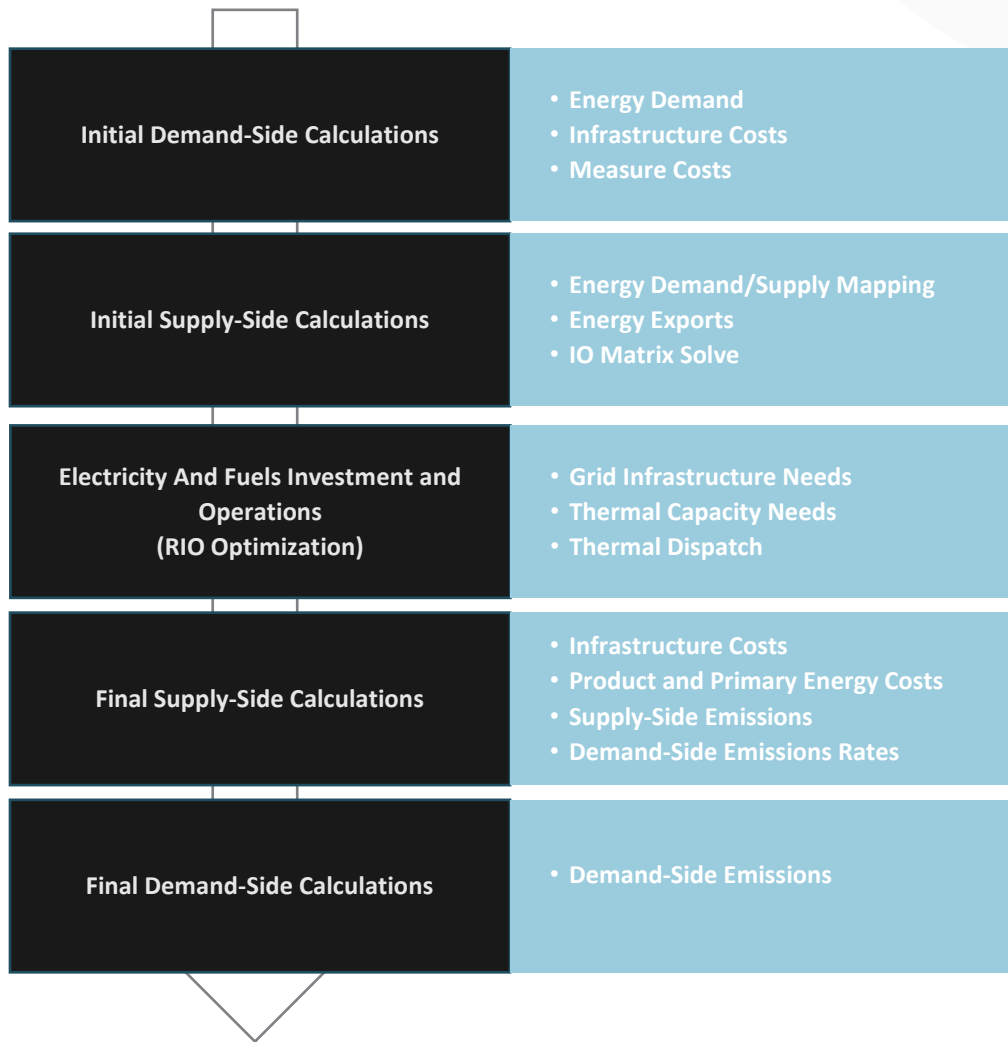 Initial Demand-Side Calculations
• Energy Demand
• Infrastructure Costs
• Measure Costs
Initial Supply-Side Calculations
• Energy Demand/Supply Mapping
• Energy Exports
• IO Matrix Solve
Electricity And Fuels Investment and
Operations
(RIO Optimization)
• Grid Infrastructure Needs
• Thermal Capacity Needs
• Thermal Dispatch
Final Supply-Side Calculations
• Infrastructure Costs
• Product and Primary Energy Costs
• Supply-Side Emissions
• Demand-Side Emissions Rates
Final Demand-Side Calculations
• Demand-Side Emissions